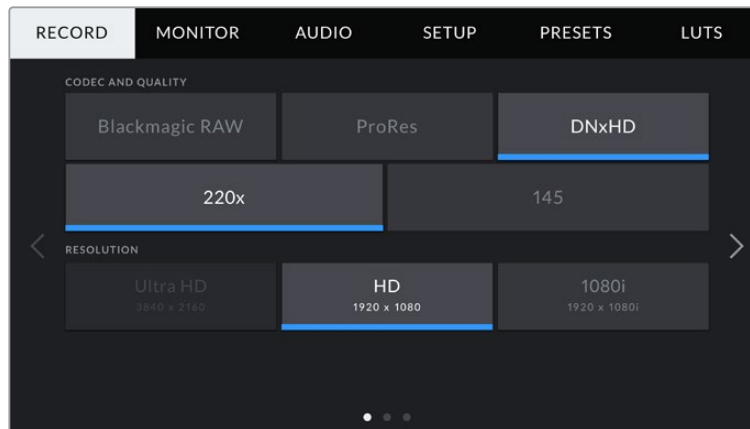 RECORD MONITOR AUDIO SETUP PRESETS LUTS
CODEC AND QUALITY
Blackmagic RAW ProRes DNxHD
220x 145
RESOLUTION
Ultra HD HD 1080i
3840 x 2160 1920 x 1080 1920 x 1080i